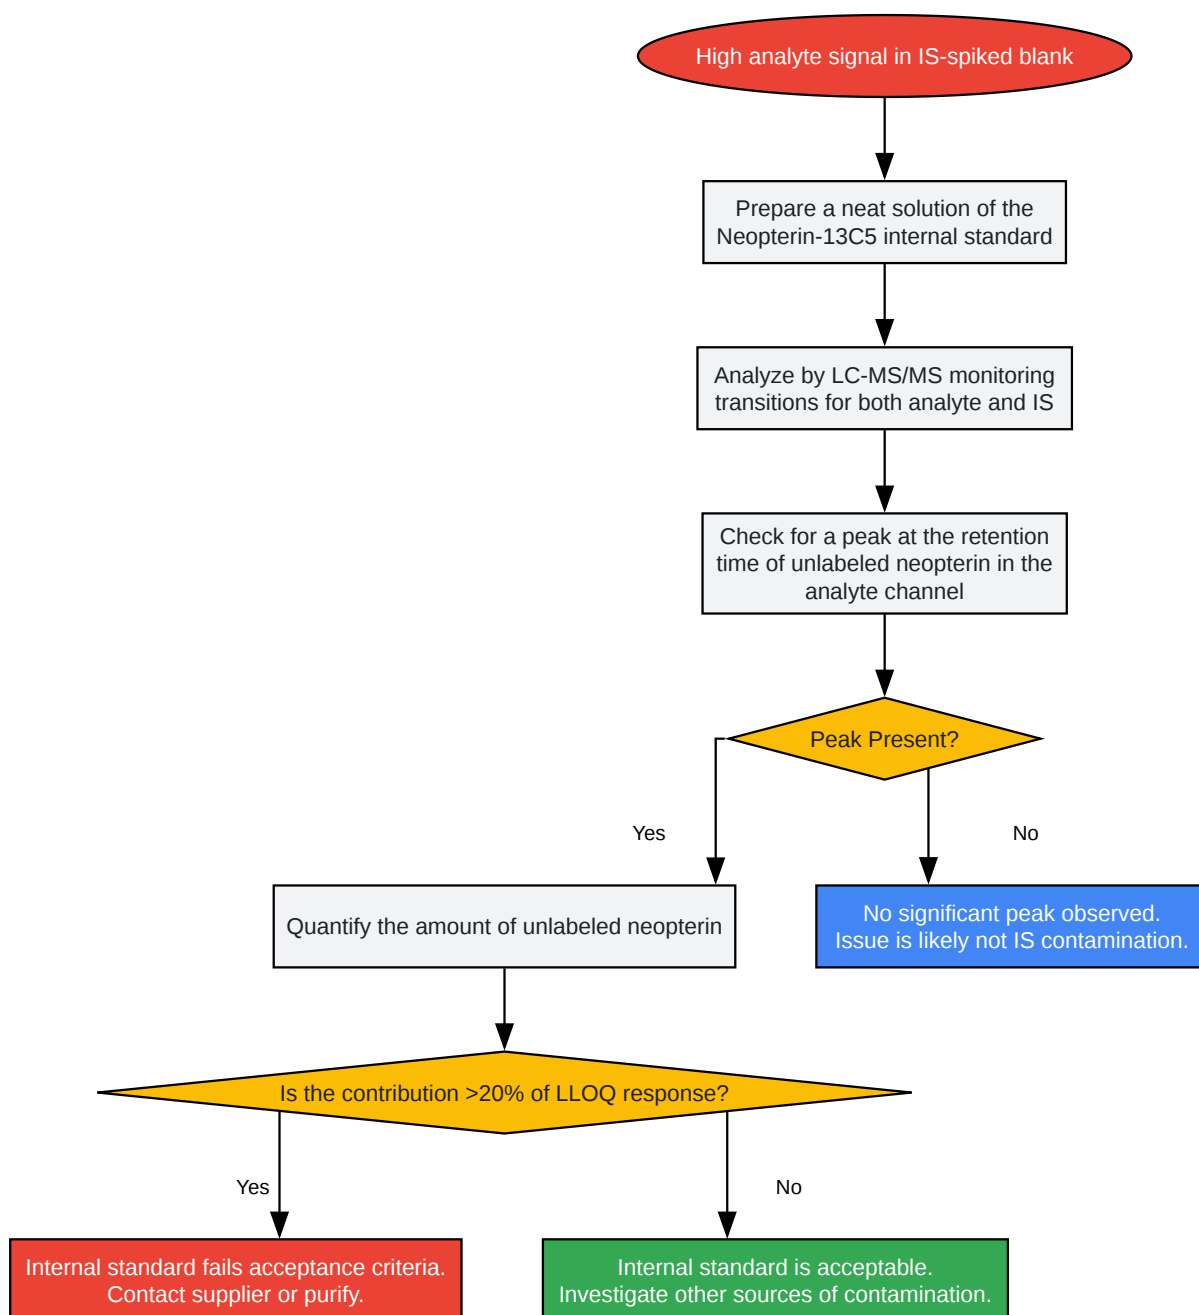 High analyte signal in IS-spiked blank
Prepare a neat solution of the
Neopterin-13C5 internal standard
Analyze by LC-MS/MS monitoring
transitions for both analyte and IS
Check for a peak at the retention
time of unlabeled neopterin in the
analyte channel
Peak Present?
Yes
No
Quantify the amount of unlabeled neopterin
No significant peak observed.
Issue is likely not IS contamination.
Is the contribution >20% of LLOQ response?
Yes
No
Internal standard fails acceptance criteria.
Contact supplier or purify.
Internal standard is acceptable.
Investigate other sources of contamination.